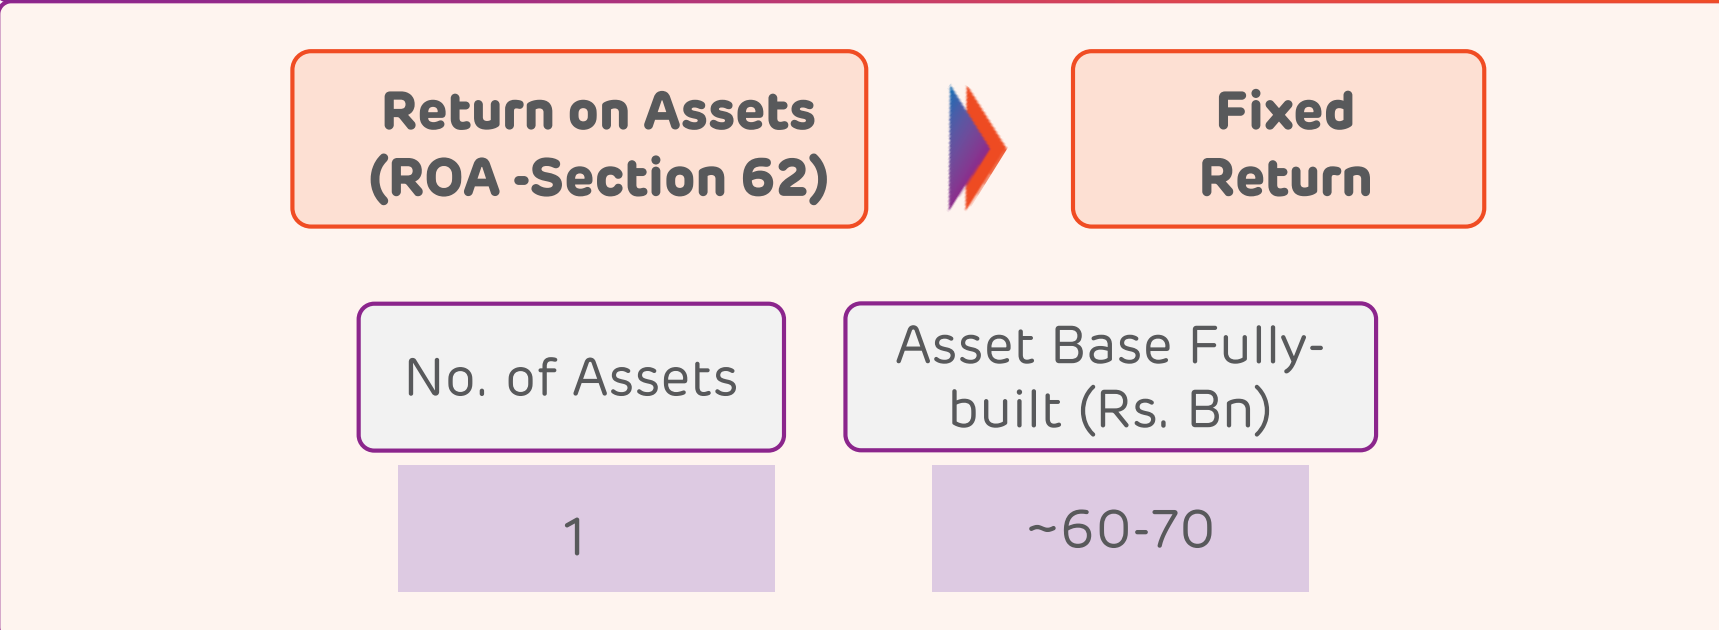 Return on Assets
(ROA -Section 62)
Fixed
Return
No. of Assets
Asset Base Fully-
built (Rs. Bn)
1
~60-70